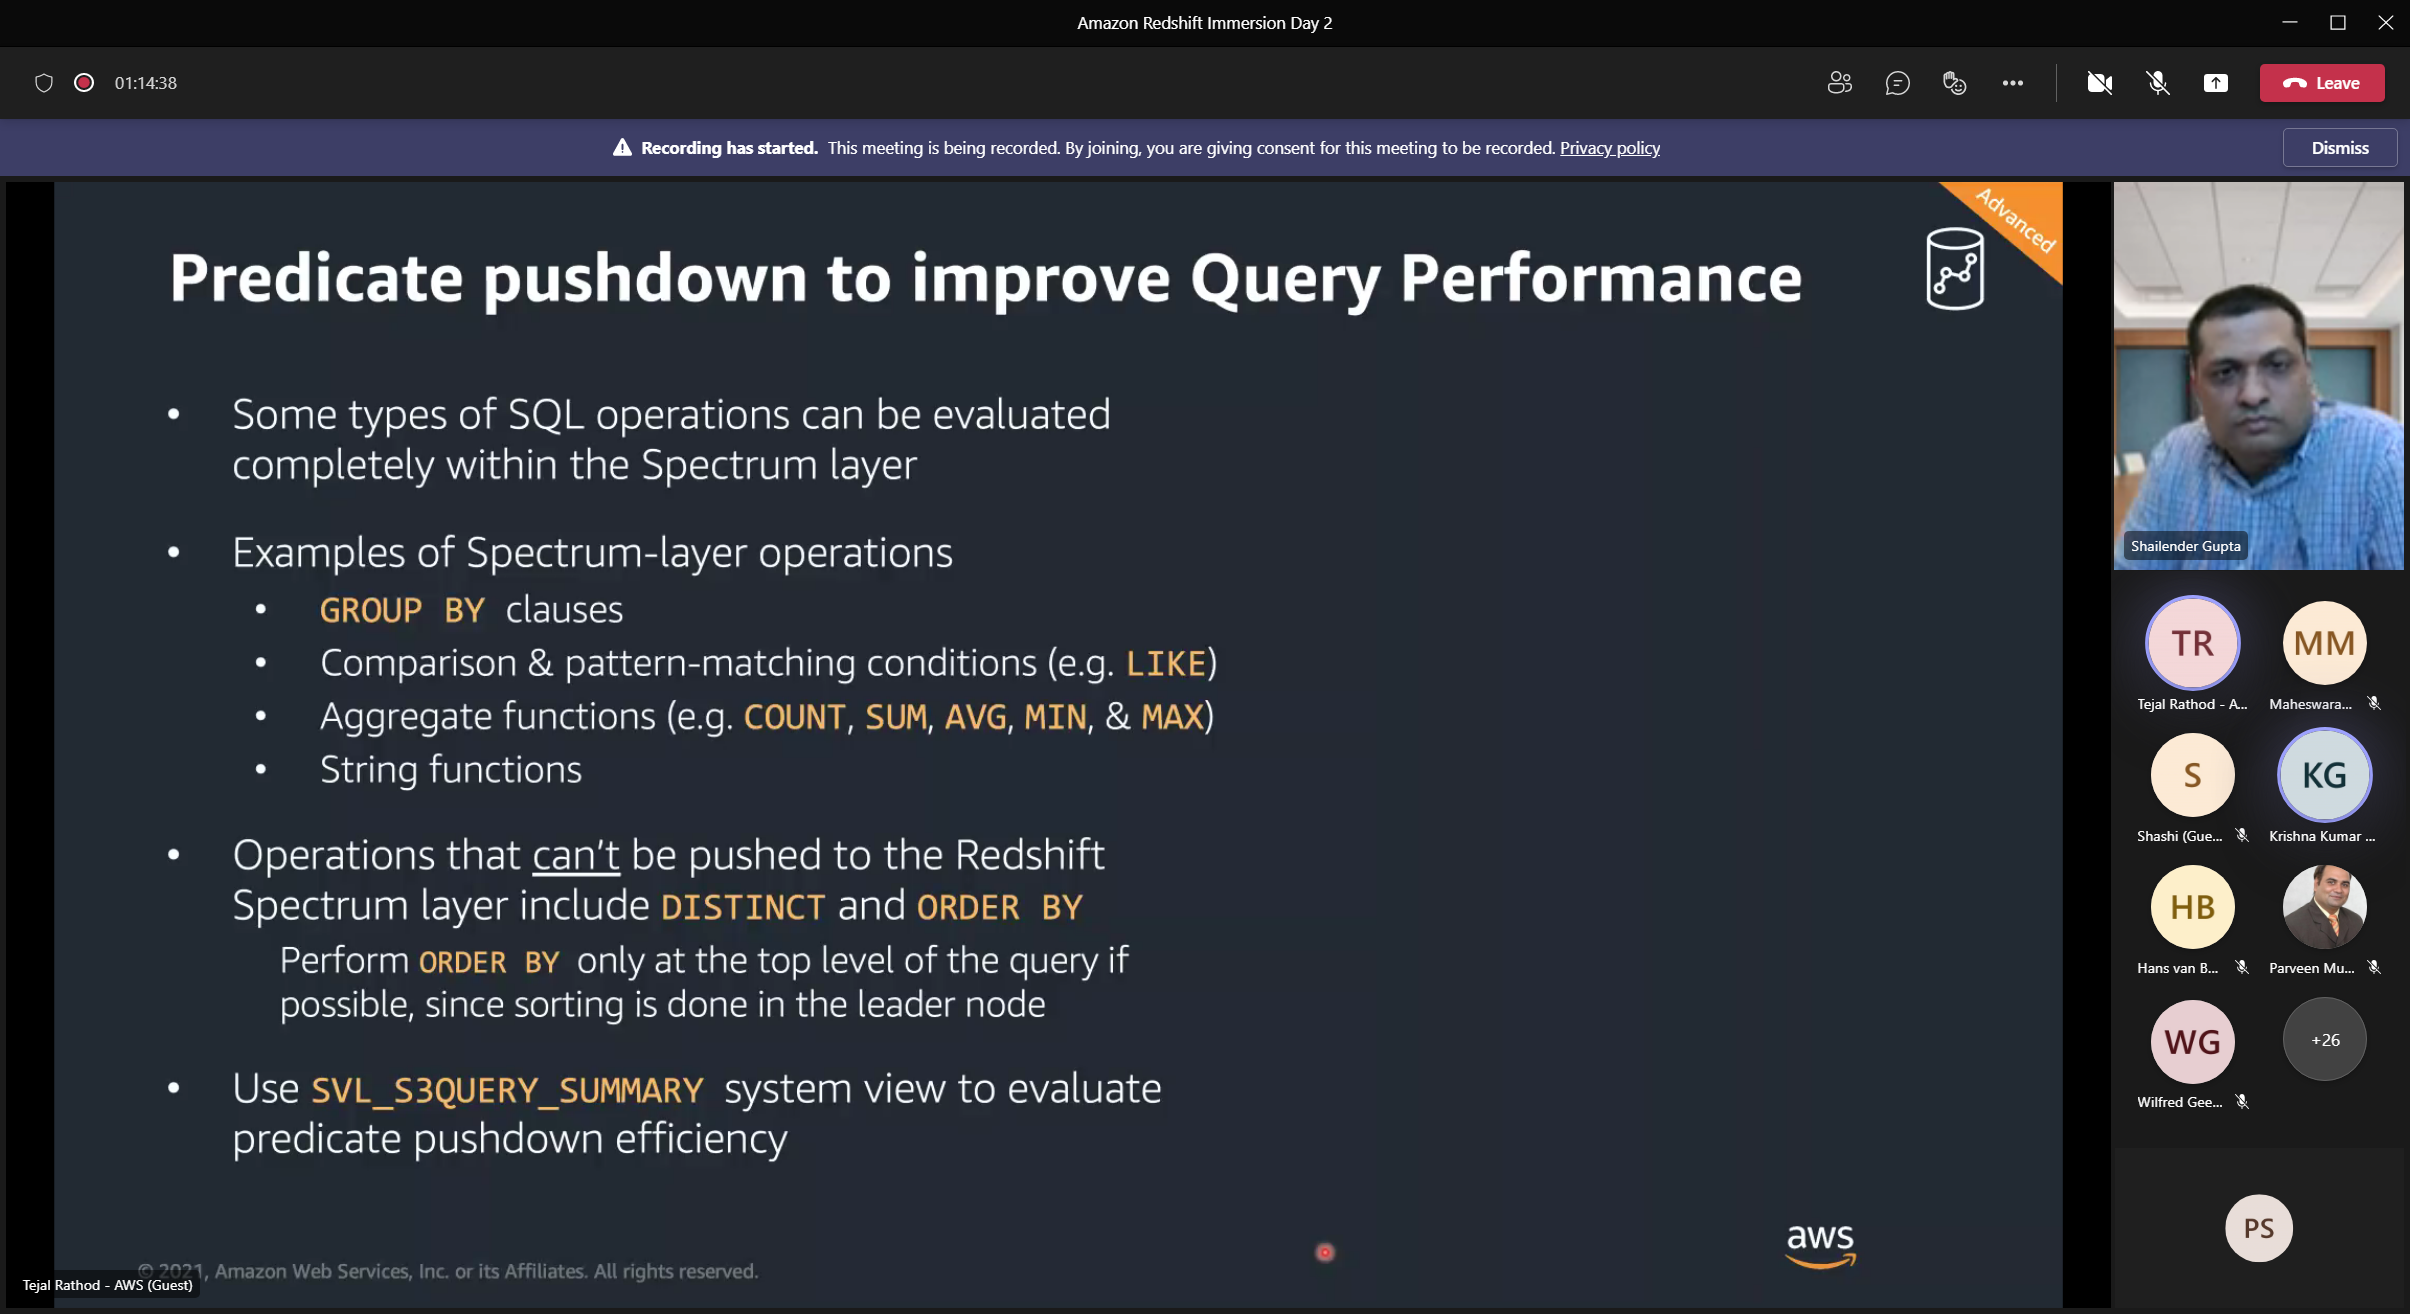 Amazon Redshift Immersion Day 2
01:14:38
Leave
Recording has started. This meeting is being recorded. By joining, you are giving consent for this meeting to be recorded. Privacy policy
Dismiss
Advanced
Predicate pushdown to improve Query Performance
• Some types of SQL operations can be evaluated
completely within the Spectrum layer
• Examples of Spectrum-layer operations
• GROUP BY clauses
• Comparison & pattern-matching conditions (e.g. LIKE)
• Aggregate functions (e.g. COUNT, SUM, AVG, MIN, & MAX)
• String functions
• Operations that can't be pushed to the Redshift
Spectrum layer include DISTINCT and ORDER BY
Perform ORDER BY only at the top level of the query if
possible, since sorting is done in the leader node
• Use SVL_S3QUERY_SUMMARY system view to evaluate
predicate pushdown efficiency
aws
© 2021, Amazon Web Services, Inc. or its Affiliates. All rights reserved.
Tejal Rathod - AWS (Guest)
Shailender Gupta
TR
MM
Tejal Rathod - A...
Maheswara...
S
KG
Shashi (Gue...
Krishna Kumar ...
HB
Hans van B...
Parveen Mu...
WG
+26
Wilfred Gee...
PS